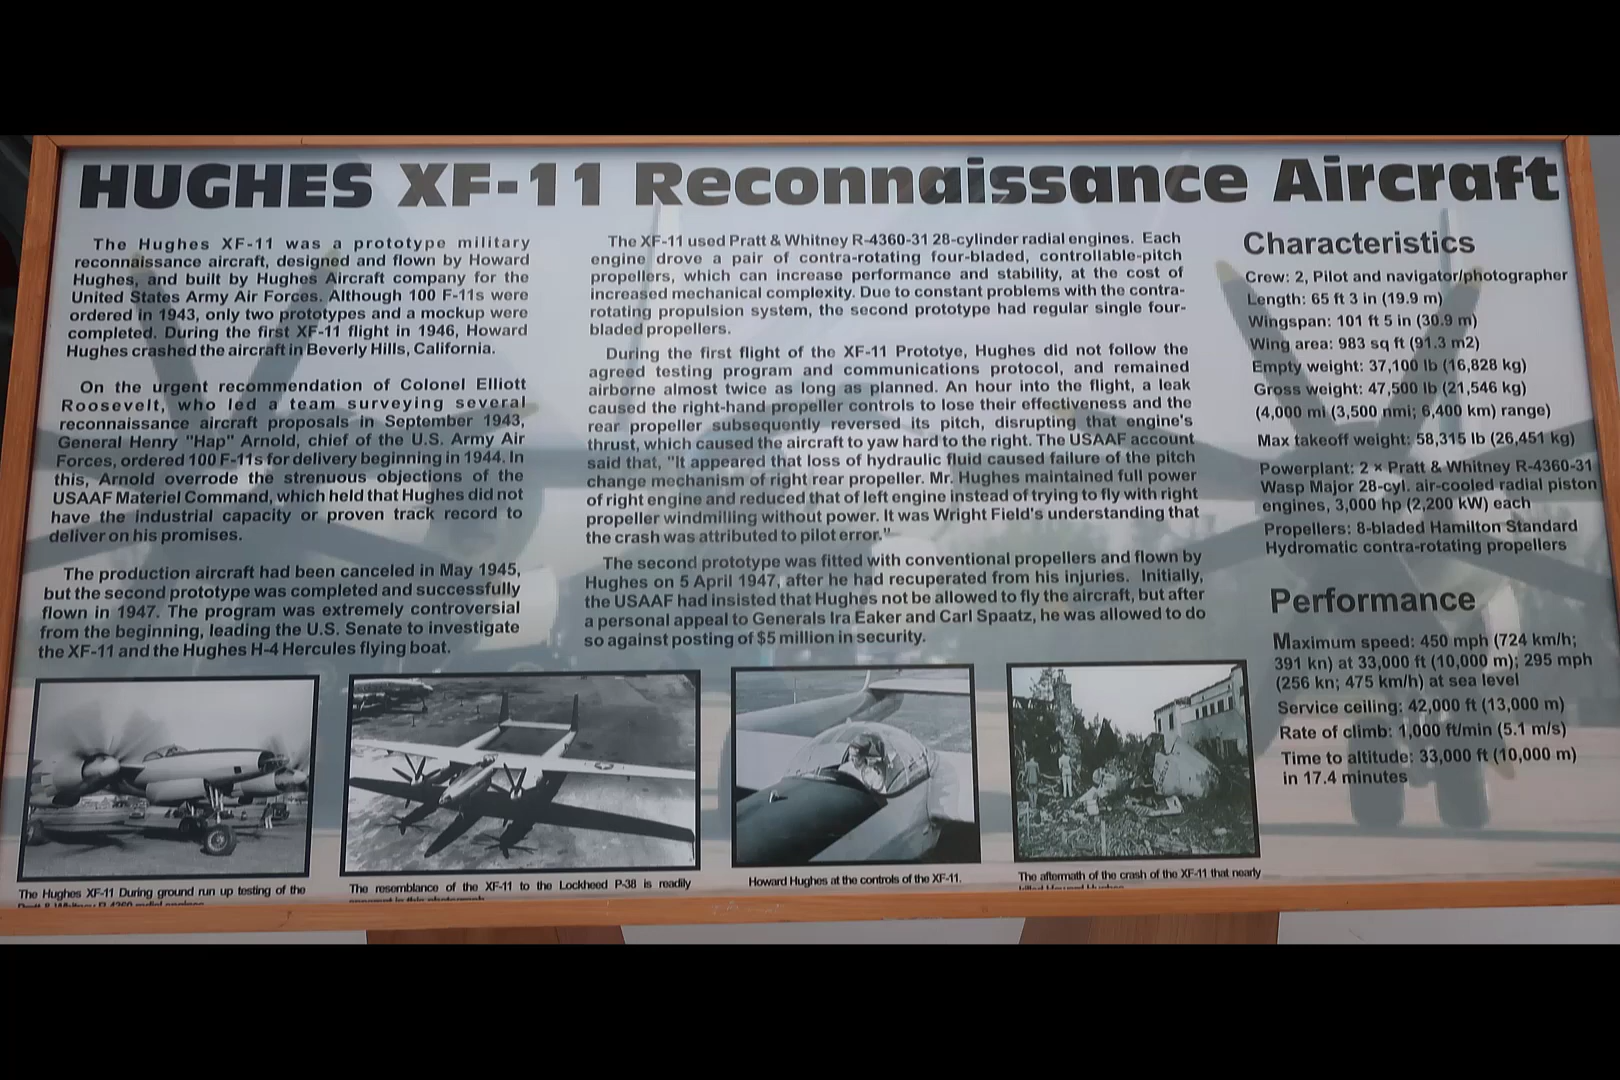 HUGHES XF-11 Reconnaissance Aircraft
The Hughes XF-11 was a prototype military
reconnaissance aircraft, designed and flown by Howard
Hughes, and built by Hughes Aircraft company for the
United States Army Air Forces. Although 100 F-11s were
ordered in 1943, only two prototypes and a mockup were
completed. During the first XF-11 flight in 1946, Howard
Hughes crashed the aircraft in Beverly Hills, California.
On the urgent recommendation of Colonel Elliott
Roosevelt, who led a team surveying several
reconnaissance aircraft proposals in September 1943,
General Henry "Hap" Arnold, chief of the U.S. Army Air
Forces, ordered 100 F-11s for delivery beginning in 1944. In
this, Arnold overrode the strenuous objections of the
USAAF Materiel Command, which held that Hughes did not
have the industrial capacity or proven track record to
deliver on his promises.
The production aircraft had been canceled in May 1945,
but the second prototype was completed and successfully
flown in 1947. The program was extremely controversial
from the beginning, leading the U.S. Senate to investigate
the XF-11 and the Hughes H-4 Hercules flying boat.
The XF-11 used Pratt & Whitney R-4360-31 28-cylinder radial engines. Each
engine drove a pair of contra-rotating four-bladed, controllable-pitch
propellers, which can increase performance and stability, at the cost of
increased mechanical complexity. Due to constant problems with the contra-
rotating propulsion system, the second prototype had regular single four-
bladed propellers.
During the first flight of the XF-11 Prototye, Hughes did not follow the
agreed testing program and communications protocol, and remained
airborne almost twice as long as planned. An hour into the flight, a leak
caused the right-hand propeller controls to lose their effectiveness and the
rear propeller subsequently reversed its pitch, disrupting that engine's
thrust, which caused the aircraft to yaw hard to the right. The USAAF account
said that, "It appeared that loss of hydraulic fluid caused failure of the pitch
change mechanism of right rear propeller. Mr. Hughes maintained full power
of right engine and reduced that of left engine instead of trying to fly with right
propeller windmilling without power. It was Wright Field's understanding that
the crash was attributed to pilot error."
The second prototype was fitted with conventional propellers and flown by
Hughes on 5 April 1947, after he had recuperated from his injuries. Initially,
the USAAF had insisted that Hughes not be allowed to fly the aircraft, but after
a personal appeal to Generals Ira Eaker and Carl Spaatz, he was allowed to do
so against posting of $5 million in security.
Characteristics
Crew: 2, Pilot and navigator/photographer
Length: 65 ft 3 in (19.9 m)
Wingspan: 101 ft 5 in (30.9 m)
Wing area: 983 sq ft (91.3 m2)
Empty weight: 37,100 lb (16,828 kg)
Gross weight: 47,500 lb (21,546 kg)
(4,000 mi (3,500 nmi; 6,400 km) range)
Max takeoff weight: 58,315 lb (26,451 kg)
Powerplant: 2 × Pratt & Whitney R-4360-31
Wasp Major 28-cyl. air-cooled radial piston
engines, 3,000 hp (2,200 kW) each
Propellers: 8-bladed Hamilton Standard
Hydromatic contra-rotating propellers
Performance
Maximum speed: 450 mph (724 km/h;
391 kn) at 33,000 ft (10,000 m); 295 mph
(256 kn; 475 km/h) at sea level
Service ceiling: 42,000 ft (13,000 m)
Rate of climb: 1,000 ft/min (5.1 m/s)
Time to altitude: 33,000 ft (10,000 m)
in 17.4 minutes
The Hughes XF-11 During ground run up testing of the
The resemblance of the XF-11 to the Lockheed P-38 is readily
Howard Hughes at the controls of the XF-11.
The aftermath of the crash of the XF-11 that nearly